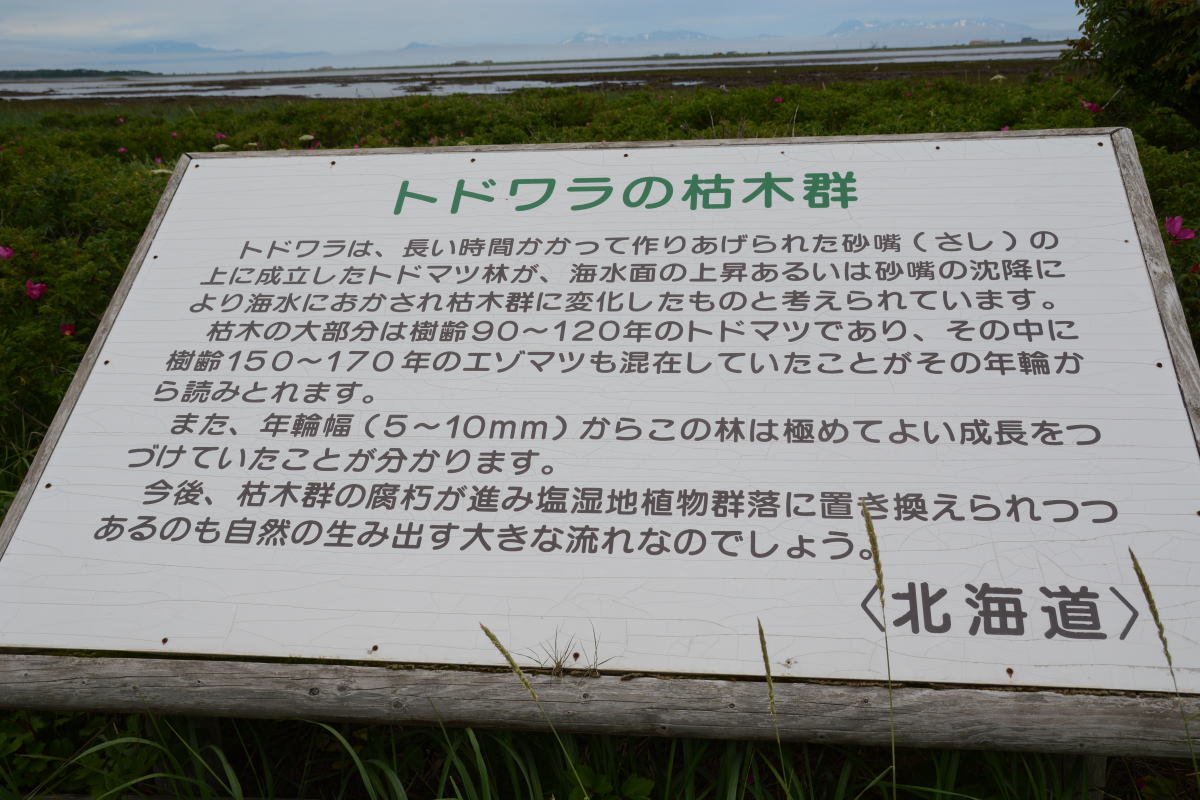 トドワラの枯木群
トドワラは、長い時間かかって作りあげられた砂嘴(さし)の
上に成立したトドマツ林が、海水面の上昇あるいは砂嘴の沈降に
より海水におかされ枯木群に変化したものと考えられています。
枯木の大部分は樹齢90～120年のトドマツであり、その中に
樹齢150～170年のエゾマツも混在していたことがその年輪か
ら読みとれます。
また、年輪幅(5～10mm)からこの林は極めてよい成長をつ
づけていたことが分かります。
今後、枯木群の腐朽が進み塩湿地植物群落に置き換えられつつ
あるのも自然の生み出す大きな流れなのでしょう。
〈北海道〉